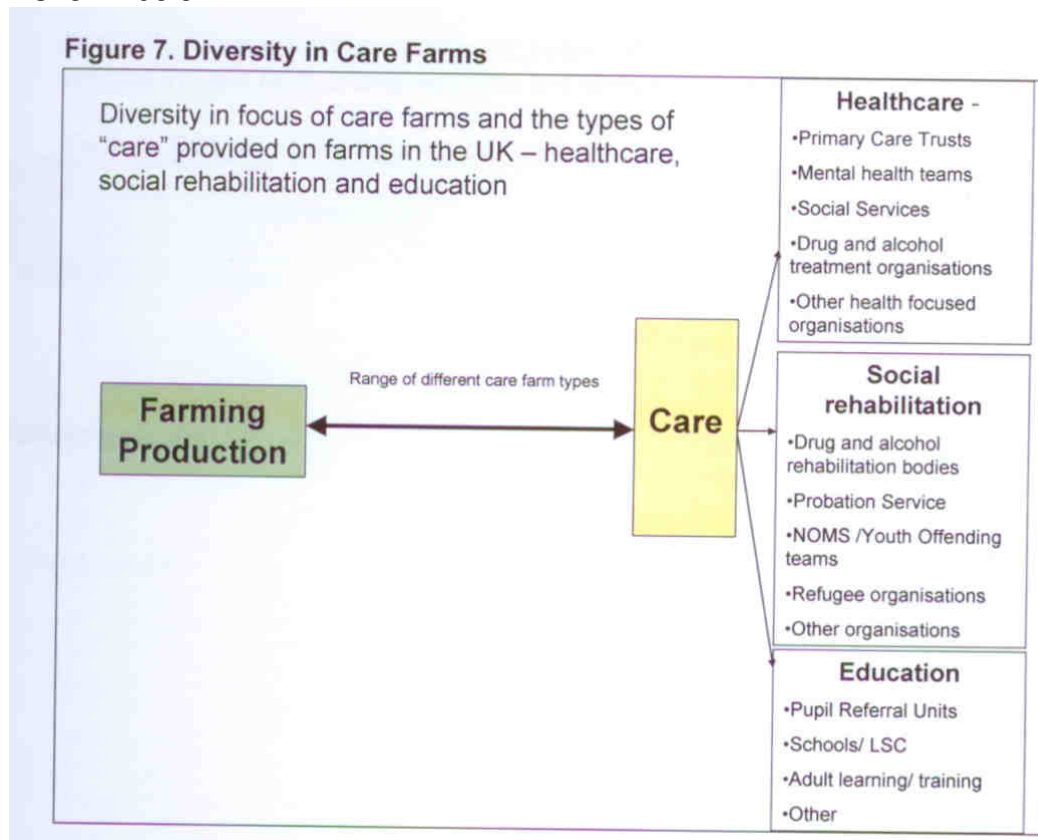 Figure 7. Diversity in Care Farms
Diversity in focus of care farms and the types of
“care” provided on farms in the UK – healthcare,
social rehabilitation and education
Farming
Production
Range of different care farm types
Care
Healthcare -
•Primary Care Trusts
•Mental health teams
•Social Services
•Drug and alcohol
treatment organisations
•Other health focused
organisations
Social
rehabilitation
•Drug and alcohol
rehabilitation bodies
•Probation Service
•NOMS /Youth Offending
teams
•Refugee organisations
•Other organisations
Education
•Pupil Referral Units
•Schools/ LSC
•Adult learning/ training
•Other